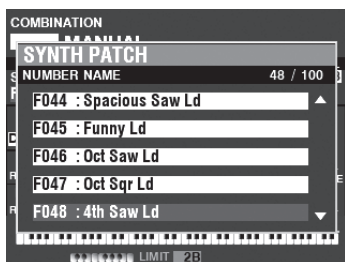 COMBINATION
MANUAL
SYNTH PATCH
NUMBER NAME 48 / 100
F044 : Spacious Saw Ld
F045 : Funny Ld
F046 : Oct Saw Ld
F047 : Oct Sqr Ld
F048 : 4th Saw Ld
LIMIT 2B